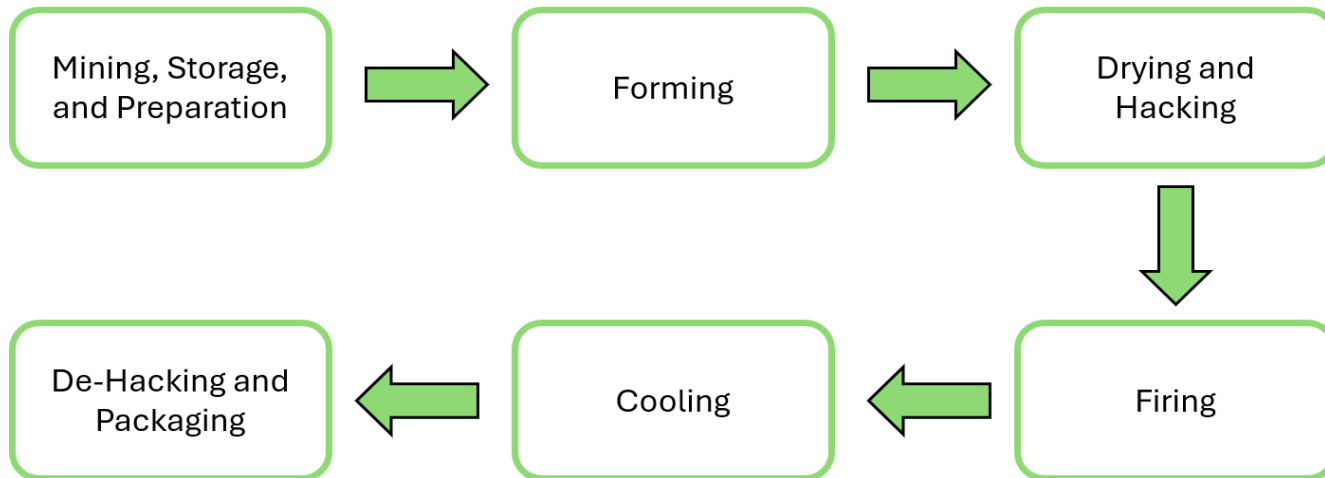 Mining, Storage,
and Preparation
Forming
Drying and
Hacking
Firing
Cooling
De-Hacking and
Packaging